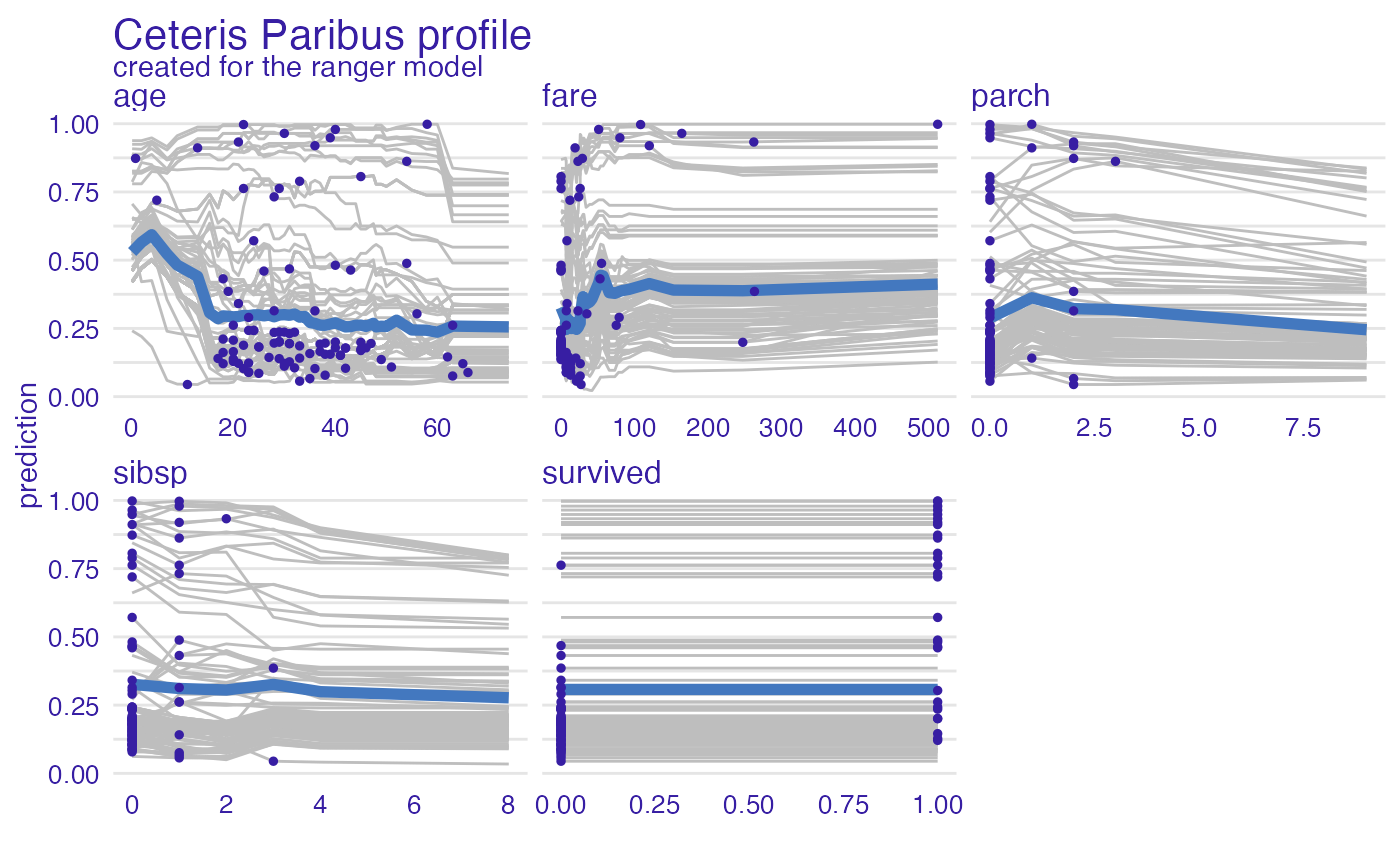 Ceteris Paribus profile
created for the ranger model
age
fare
parch
1.00
0.75
0.50
0.25
0.00
0 20 40 60
0 100 200 300 400 500
0.0 2.5 5.0 7.5
prediction
sibsp
survived
1.00
0.75
0.50
0.25
0.00
0 2 4 6 8
0.00 0.25 0.50 0.75 1.00